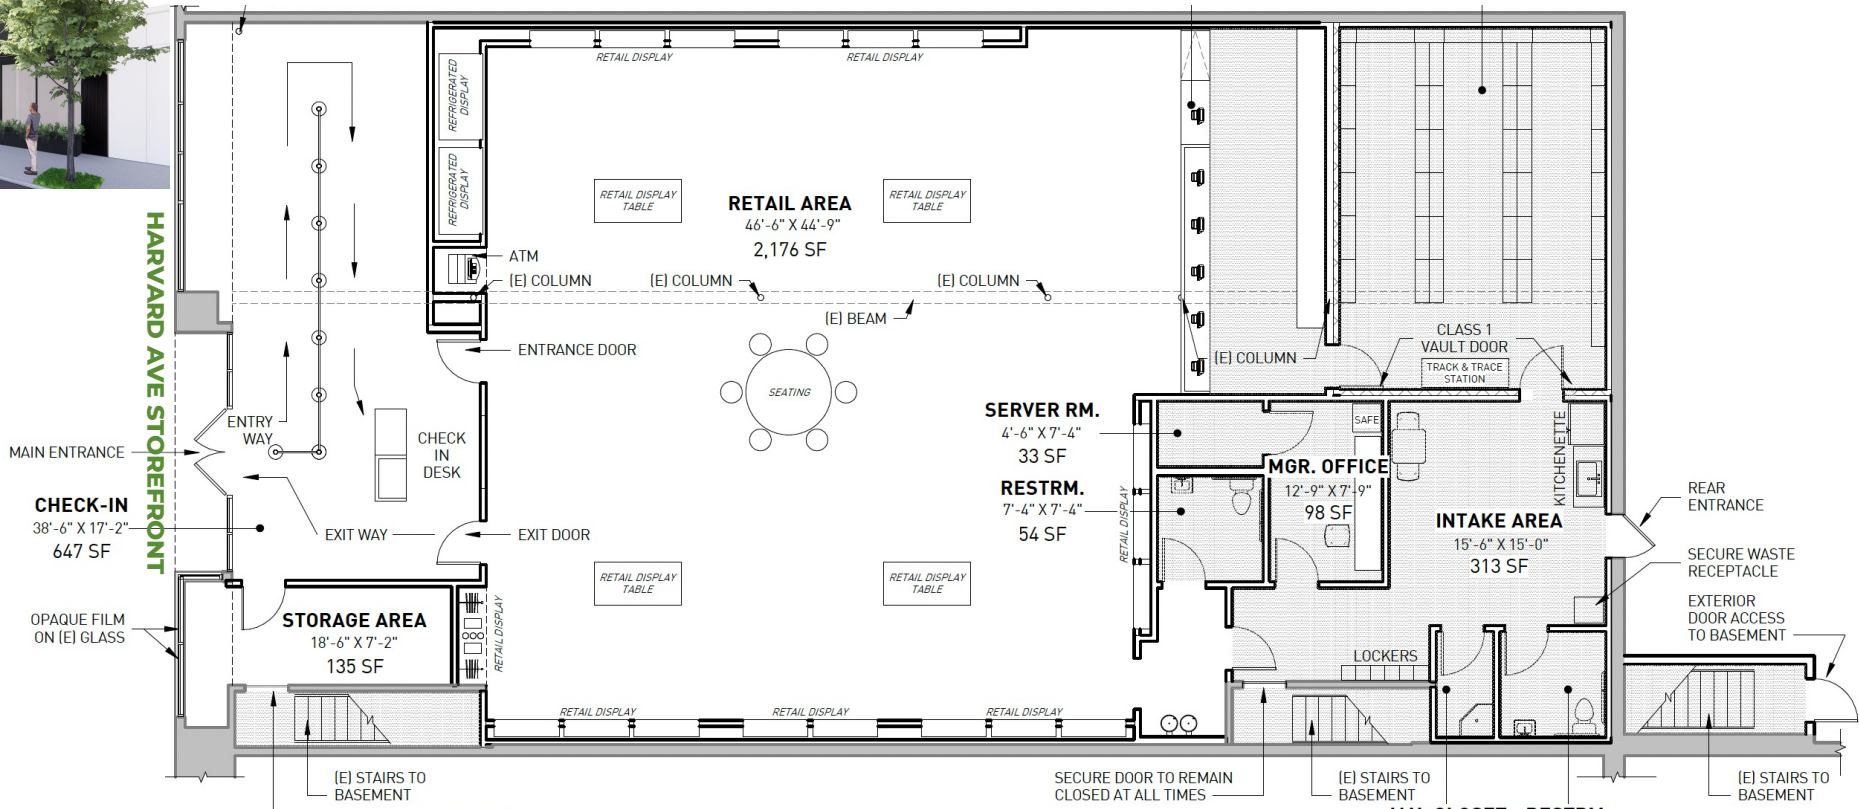 RETAIL DISPLAY
RETAIL DISPLAY
REFRIGERATED
DISPLAY
REFRIGERATED
DISPLAY
RETAIL DISPLAY
TABLE
RETAIL AREA
46'-6" X 44'-9"
2,176 SF
RETAIL DISPLAY
TABLE
HARVARD AVE STOREFRONT
ATM
(E) COLUMN
(E) COLUMN
(E) COLUMN
(E) BEAM
ENTRANCE DOOR
(E) COLUMN
CLASS 1
VAULT DOOR
TRACK & TRACE
STATION
SEATING
ENTRY
WAY
CHECK
IN
DESK
MAIN ENTRANCE
SERVER RM.
4'-6" X 7'-4"
33 SF
SAFE
KITCHENETTE
MGR. OFFICE
12'-9" X 7'-9"
98 SF
RESTRM.
7'-4" X 7'-4"
54 SF
RETAIL DISPLAY
CHECK-IN
38'-6" X 17'-2"
647 SF
EXIT WAY
EXIT DOOR
INTAKE AREA
15'-6" X 15'-0"
313 SF
REAR
ENTRANCE
SECURE WASTE
RECEPTACLE
RETAIL DISPLAY
TABLE
RETAIL DISPLAY
TABLE
OPAQUE FILM
ON (E) GLASS
STORAGE AREA
18'-6" X 7'-2"
135 SF
RETAIL DISPLAY
EXTERIOR
DOOR ACCESS
TO BASEMENT
LOCKERS
RETAIL DISPLAY
RETAIL DISPLAY
RETAIL DISPLAY
(E) STAIRS TO
BASEMENT
SECURE DOOR TO REMAIN
CLOSED AT ALL TIMES
(E) STAIRS TO
BASEMENT
(E) STAIRS TO
BASEMENT